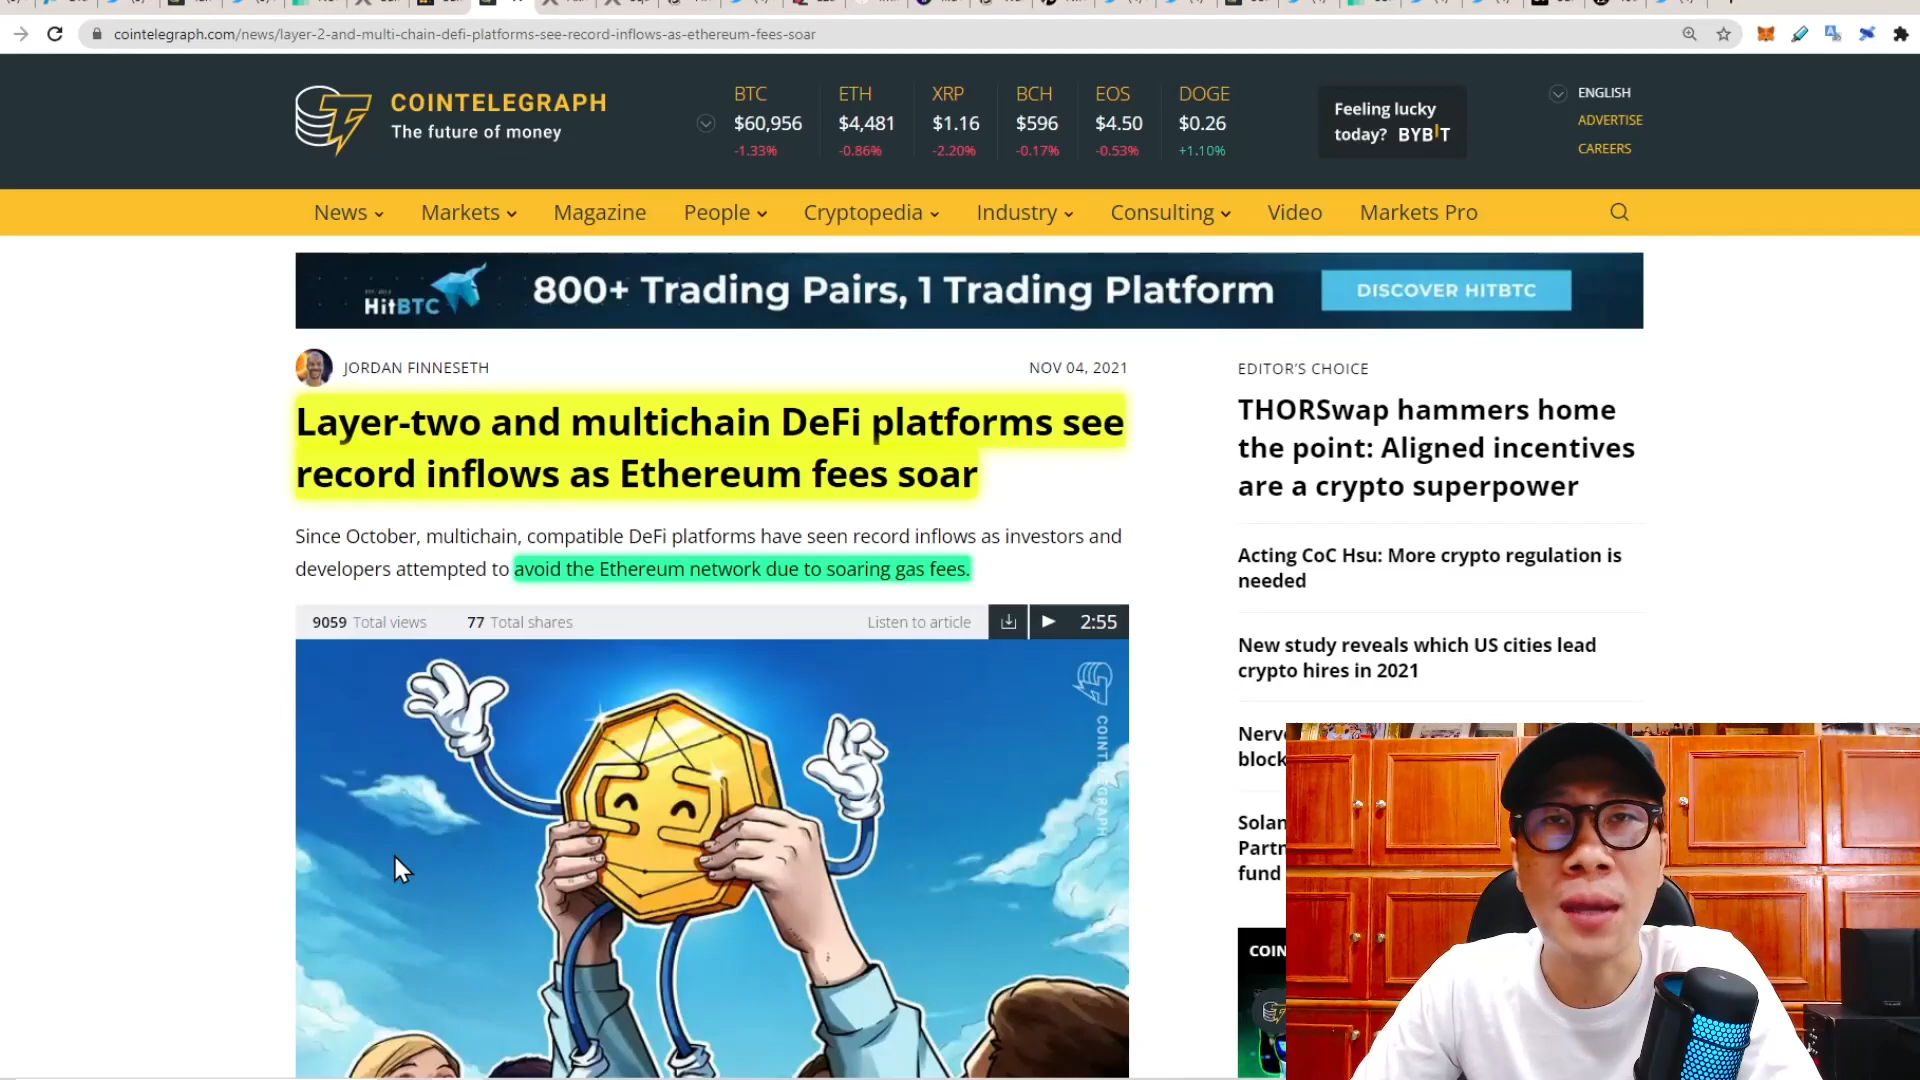 cointelegraph.com/news/layer-2-and-multi-chain-defi-platforms-see-record-inflows-as-ethereum-fees-soar
COINTELEGRAPH
The future of money
BTC ETH XRP BCH EOS DOGE
$60,956 $4,481 $1.16 $596 $4.50 $0.26
-1.33% -0.86% -2.20% -0.17% -0.53% +1.10%
Feeling lucky
today? BYBIT
ENGLISH
ADVERTISE
CAREERS
News Markets Magazine People Cryptopedia Industry Consulting Video Markets Pro
HitBTC
800+ Trading Pairs, 1 Trading Platform
DISCOVER HITBTC
JORDAN FINNESETH
NOV 04, 2021
Layer-two and multichain DeFi platforms see
record inflows as Ethereum fees soar
Since October, multichain, compatible DeFi platforms have seen record inflows as investors and
developers attempted to avoid the Ethereum network due to soaring gas fees.
9059 Total views 77 Total shares Listen to article 2:55
COINTELEGRAPH
EDITOR'S CHOICE
THORSwap hammers home
the point: Aligned incentives
are a crypto superpower
Acting CoC Hsu: More crypto regulation is
needed
New study reveals which US cities lead
crypto hires in 2021
Nerv
block
Solan
Partn
fund
COIN